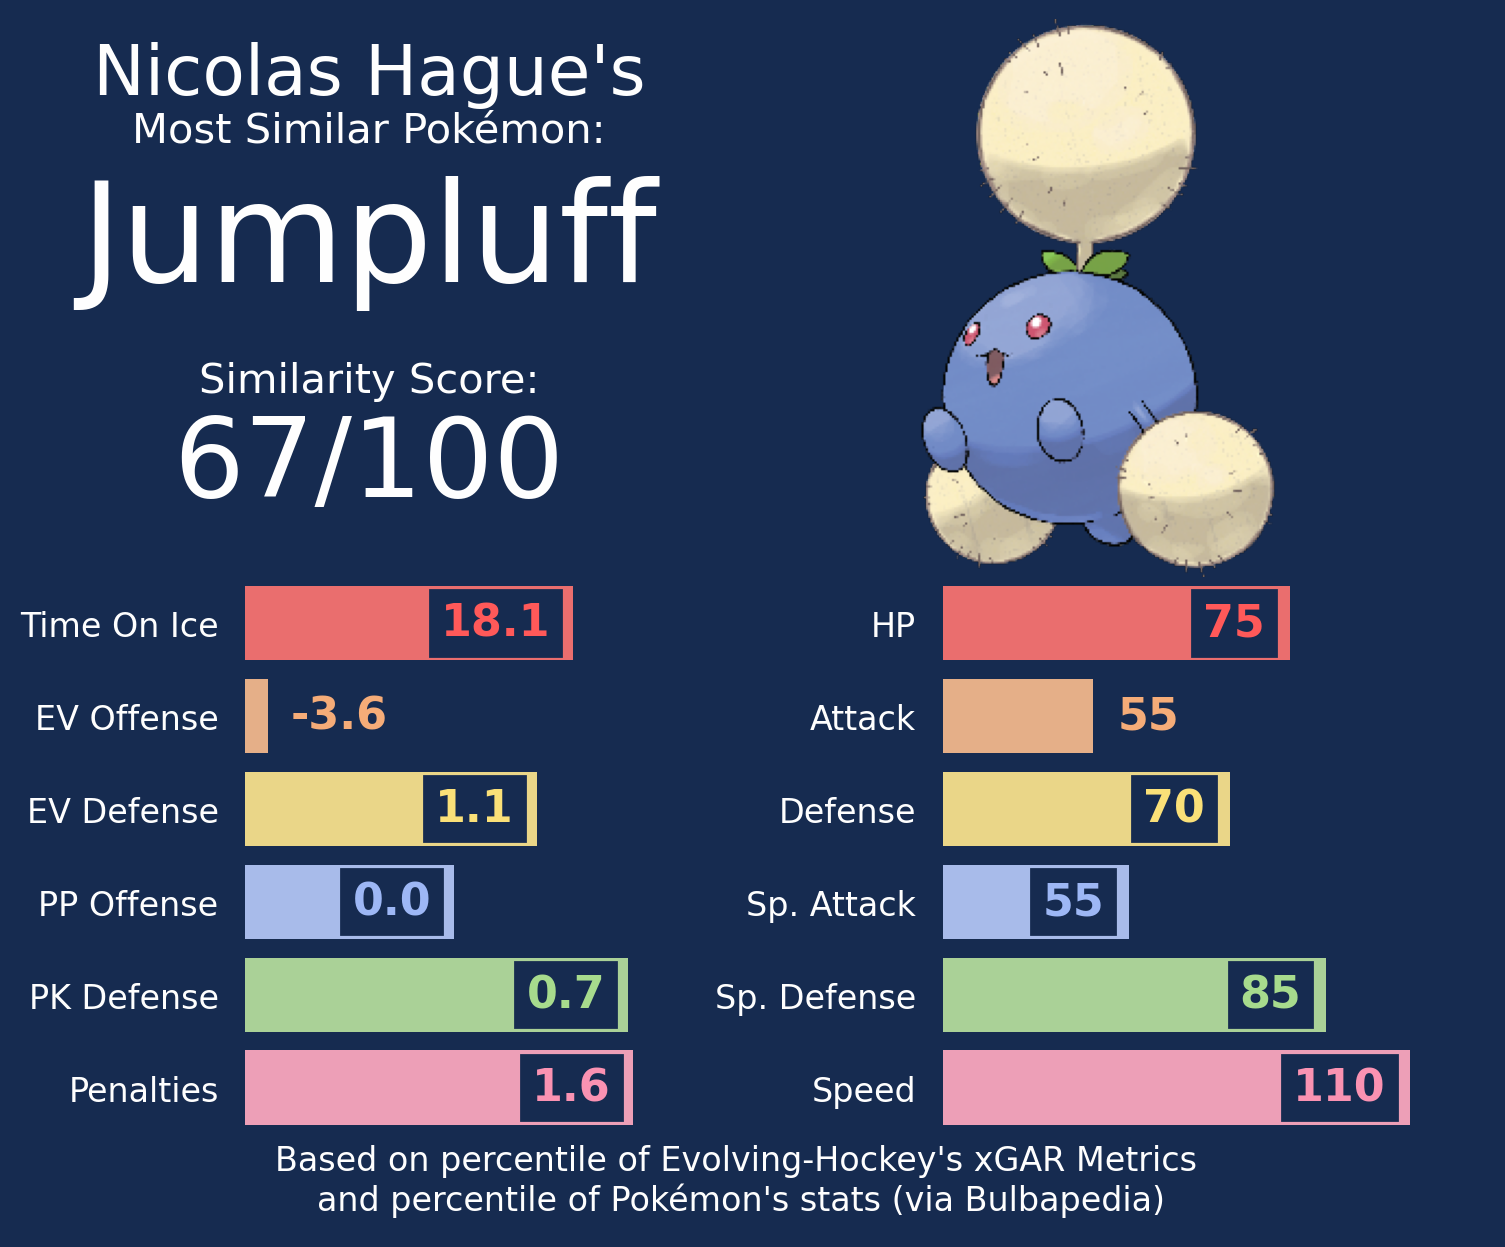 Nicolas Hague's
Most Similar Pokémon:
Jumpluff
Similarity Score:
67/100
Time On Ice 18.1
EV Offense -3.6
EV Defense 1.1
PP Offense 0.0
PK Defense 0.7
Penalties 1.6
HP 75
Attack 55
Defense 70
Sp. Attack 55
Sp. Defense 85
Speed 110
Based on percentile of Evolving-Hockey's xGAR Metrics
and percentile of Pokémon's stats (via Bulbapedia)